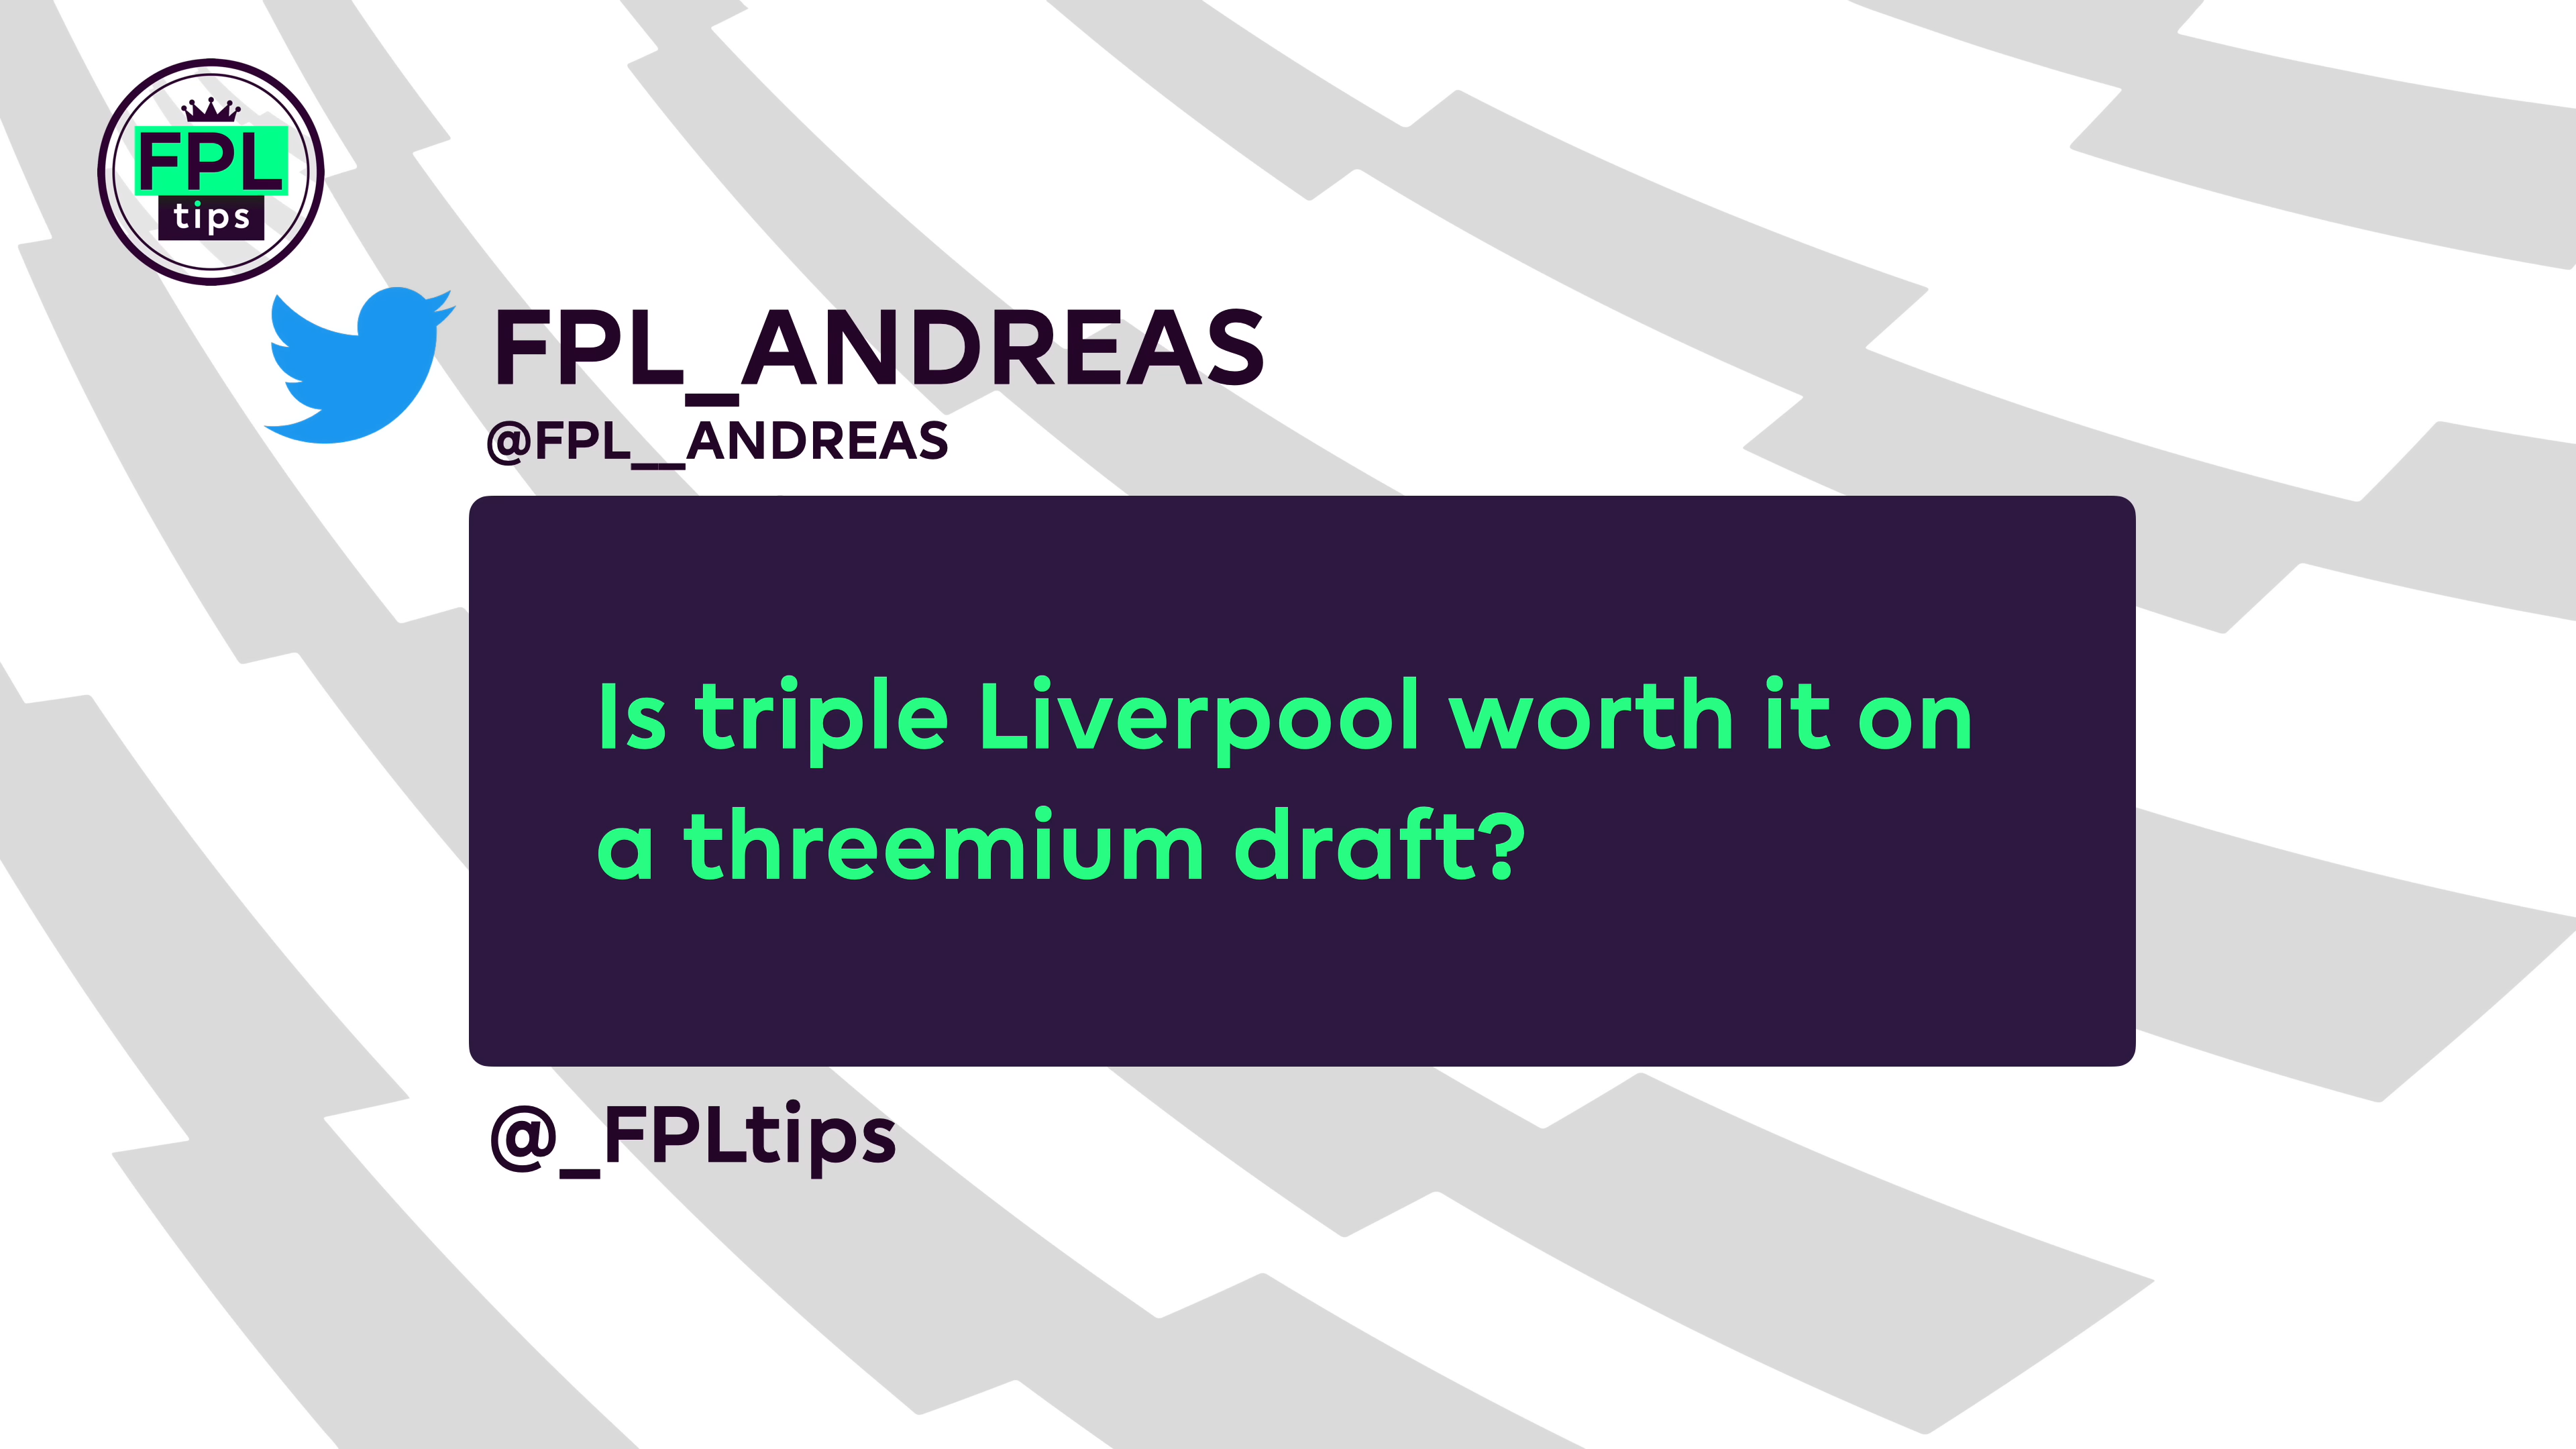 FPL
tips
FPL_ANDREAS
@FPL__ANDREAS
Is triple Liverpool worth it on
a threemium draft?
@_FPLtips